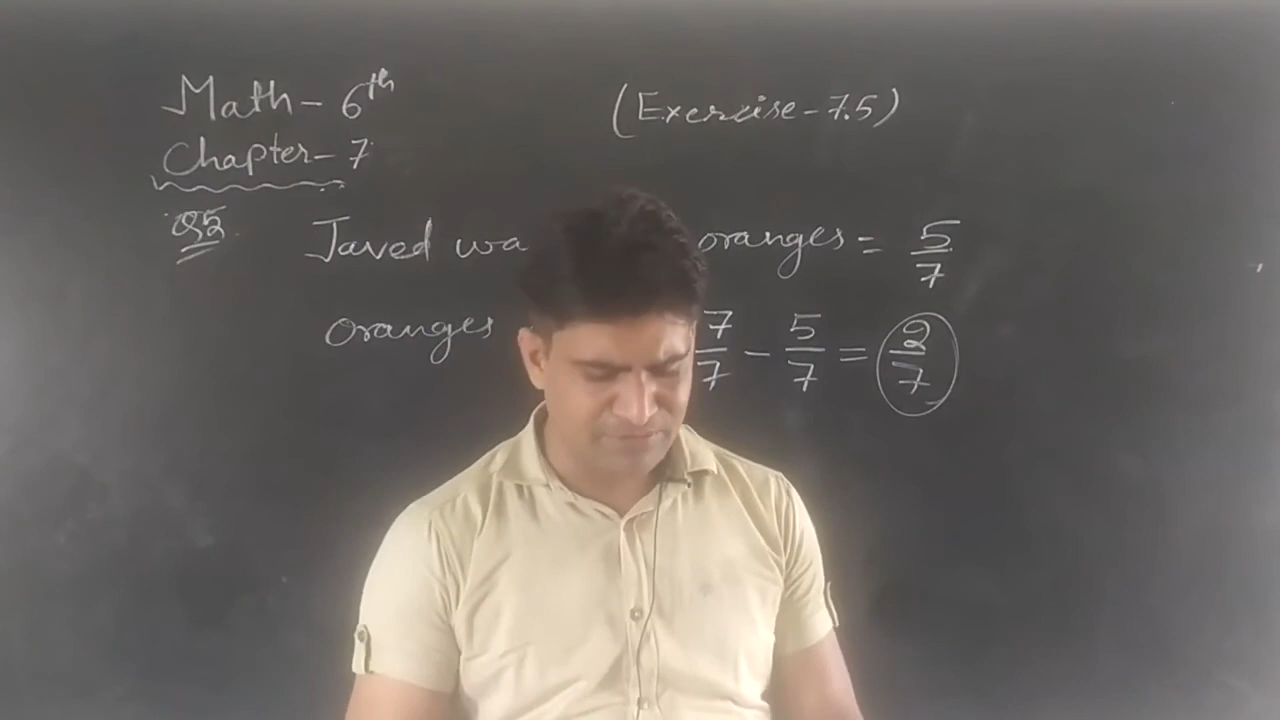 Math - 6th
(Exercise - 7.5)
Chapter - 7
Q5 Javed wa oranges = 5/7
oranges 7/7 - 5/7 = 2/7